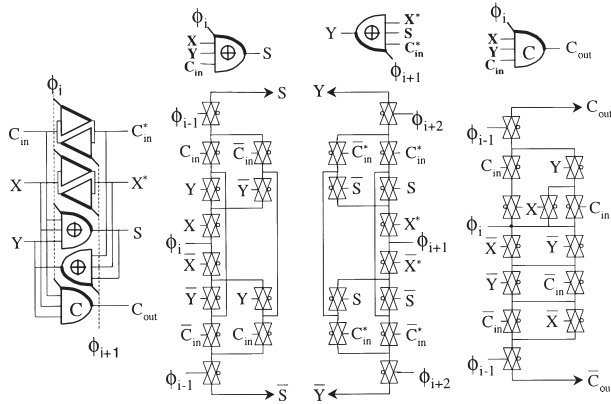 ϕi
X
Y
Cin
S
Y
X*
S
C*in
ϕi+1
ϕi
X
Y
Cin
C
Cout
ϕi
Cin
C*in
X
X*
Y
S
C
Cout
ϕi+1
S
ϕi-1
Cin
C̅in
Y
Y̅
X
ϕi
X̅
Y̅
Y
C̅in
Cin
ϕi-1
S̅
Y
ϕi+2
C̅*in
C*in
S̅
S
X*
ϕi+1
X̅*
S
S̅
C*in
C̅*in
ϕi+2
Y̅
Cout
ϕi-1
Cin
Y
X
Cin
ϕi
X̅
Y̅
Y̅
C̅in
C̅in
X̅
ϕi-1
C̅out